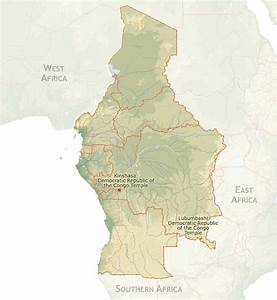 WEST
AFRICA
Kinshasa
Democratic Republic of
the Congo Temple
EAST
AFRICA
Lubumbashi
Democratic Republic
of the Congo
Temple
SOUTHERN AFRICA